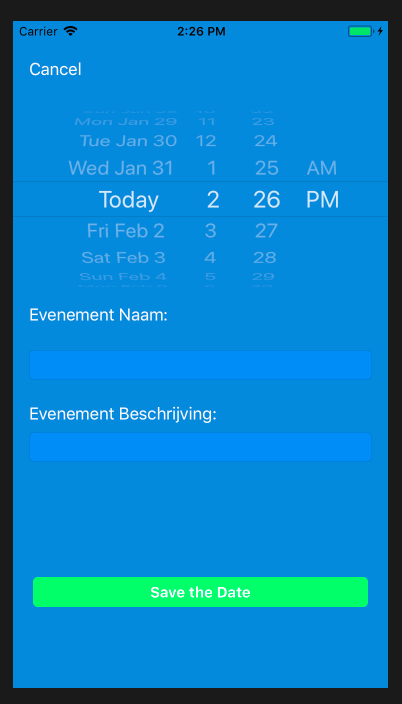 Carrier 2:26 PM
Cancel
Mon Jan 29 11 23
Tue Jan 30 12 24
Wed Jan 31 1 25 AM
Today 2 26 PM
Fri Feb 2 3 27
Sat Feb 3 4 28
Sun Feb 4 5 29
Evenement Naam:
Evenement Beschrijving:
Save the Date